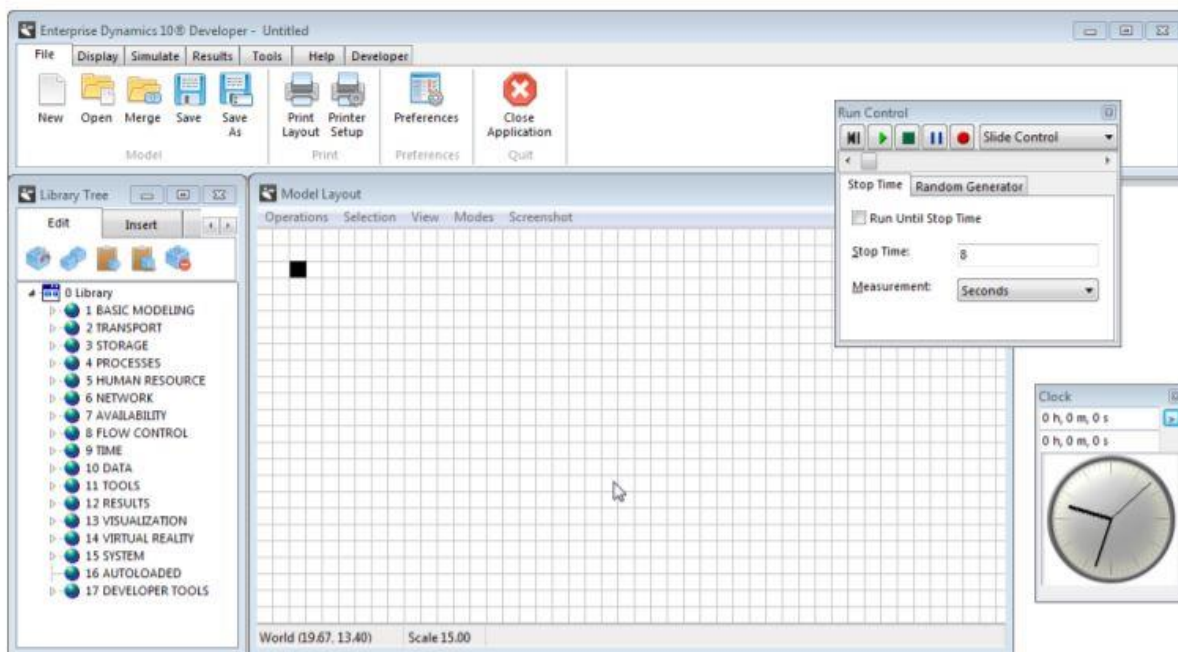 Enterprise Dynamics 10® Developer - Untitled
File Display Simulate Results Tools Help Developer
New Open Merge Save Save As Print Layout Printer Setup Preferences Close Application
Model Print Preferences Quit
Run Control
Slide Control
Stop Time Random Generator
Run Until Stop Time
Stop Time: 8
Measurement: Seconds
Library Tree
Edit Insert
0 Library
1 BASIC MODELING
2 TRANSPORT
3 STORAGE
4 PROCESSES
5 HUMAN RESOURCE
6 NETWORK
7 AVAILABILITY
8 FLOW CONTROL
9 TIME
10 DATA
11 TOOLS
12 RESULTS
13 VISUALIZATION
14 VIRTUAL REALITY
15 SYSTEM
16 AUTOLOADED
17 DEVELOPER TOOLS
Model Layout
Operations Selection View Modes Screenshot
World (19.67, 13.40) Scale 15.00
Clock
0 h, 0 m, 0 s
0 h, 0 m, 0 s